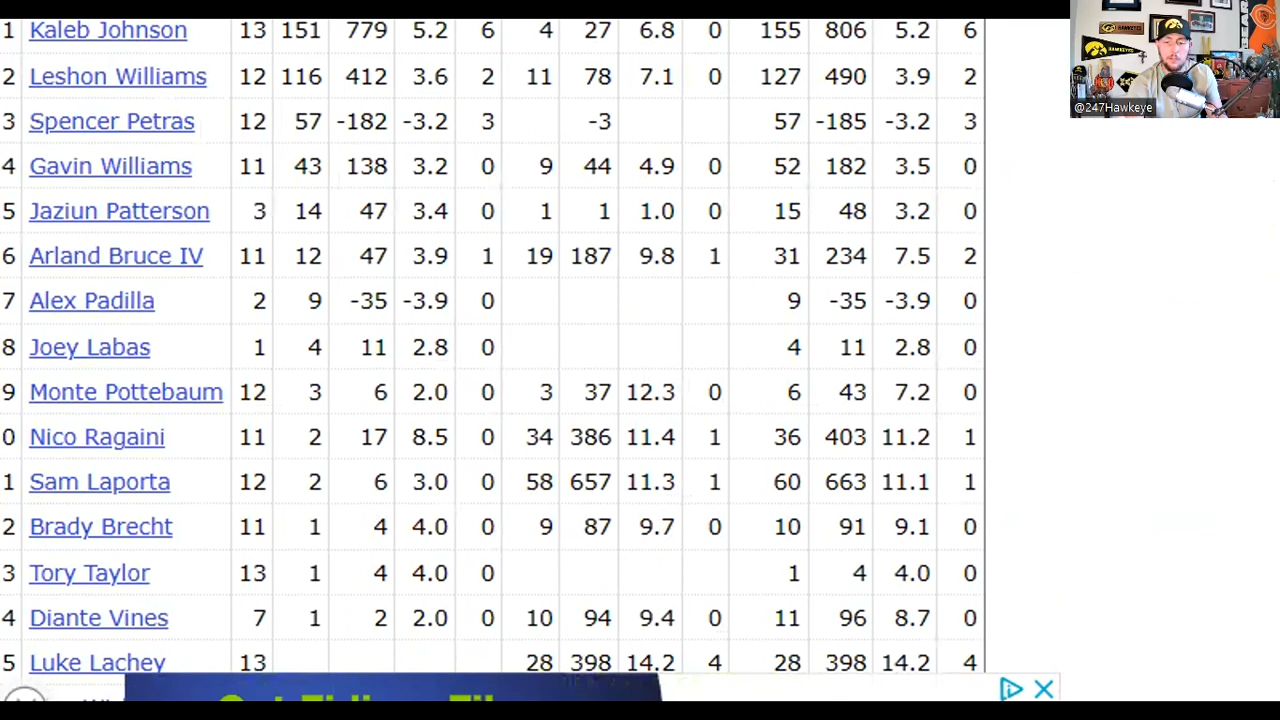 1 Kaleb Johnson 13 151 779 5.2 6 4 27 6.8 0 155 806 5.2 6
2 Leshon Williams 12 116 412 3.6 2 11 78 7.1 0 127 490 3.9 2
3 Spencer Petras 12 57 -182 -3.2 3 -3 57 -185 -3.2 3
4 Gavin Williams 11 43 138 3.2 0 9 44 4.9 0 52 182 3.5 0
5 Jaziun Patterson 3 14 47 3.4 0 1 1 1.0 0 15 48 3.2 0
6 Arland Bruce IV 11 12 47 3.9 1 19 187 9.8 1 31 234 7.5 2
7 Alex Padilla 2 9 -35 -3.9 0 9 -35 -3.9 0
8 Joey Labas 1 4 11 2.8 0 4 11 2.8 0
9 Monte Pottebaum 12 3 6 2.0 0 3 37 12.3 0 6 43 7.2 0
0 Nico Ragaini 11 2 17 8.5 0 34 386 11.4 1 36 403 11.2 1
1 Sam Laporta 12 2 6 3.0 0 58 657 11.3 1 60 663 11.1 1
2 Brady Brecht 11 1 4 4.0 0 9 87 9.7 0 10 91 9.1 0
3 Tory Taylor 13 1 4 4.0 0 1 4 4.0 0
4 Diante Vines 7 1 2 2.0 0 10 94 9.4 0 11 96 8.7 0
5 Luke Lachey 13 28 398 14.2 4 28 398 14.2 4
@247Hawkeye